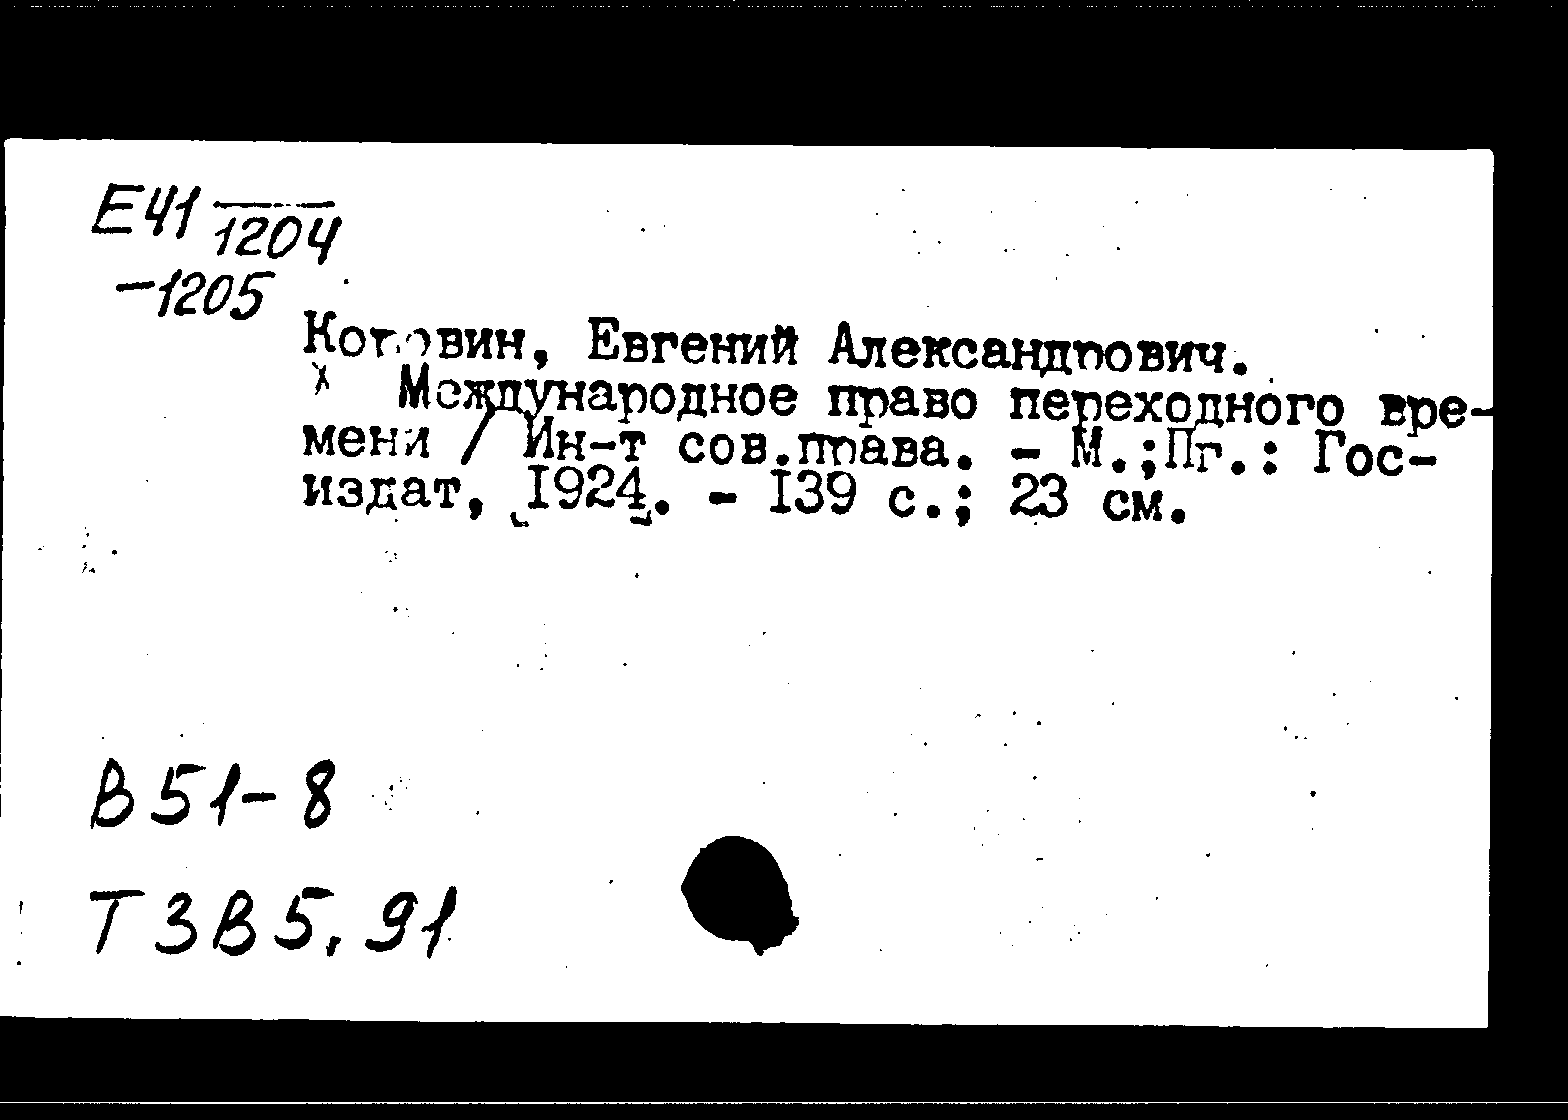 Е41 1204
-1205
Коровин, Евгений Александрович.
х Международное право переходного вре-
мени / Ин-т сов.права. - М.;Пг.: Гос-
издат, 1924. - 139 с.; 23 см.
В51-8
Т3В5.91